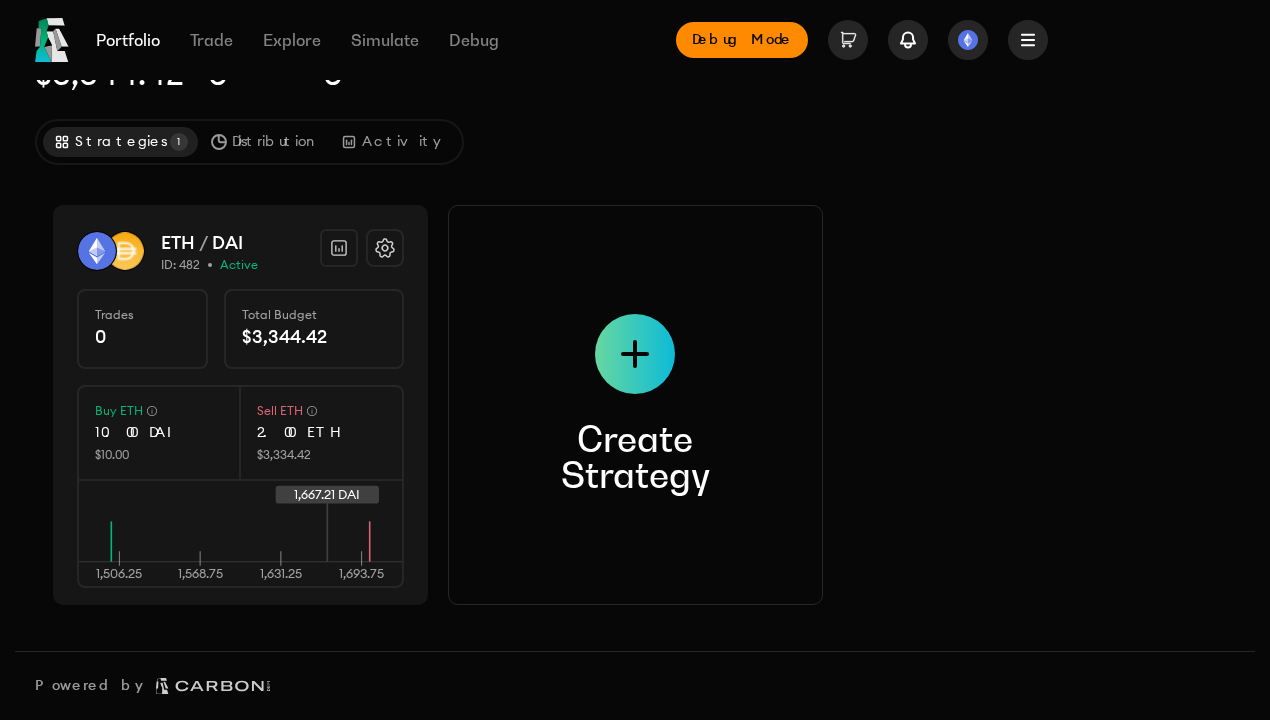 Portfolio Trade Explore Simulate Debug Debug Mode
Strategies 1 Distribution Activity
ETH / DAI
ID: 482 • Active
Trades Total Budget
0 $3,344.42
Buy ETH Sell ETH
10.00 DAI 2.00 ETH
$10.00 $3,334.42
1,667.21 DAI
1,506.25 1,568.75 1,631.25 1,693.75
Create
Strategy
Powered by CARBON